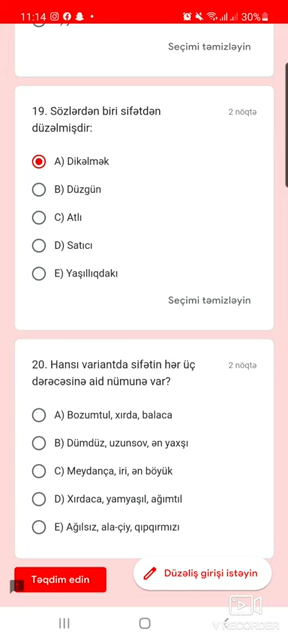 11:14
30%
Seçimi təmizləyin
19. Sözlərdən biri sifətdən
düzəlmişdir:
2 nöqtə
A) Dikəlmək
B) Düzgün
C) Atlı
D) Satıcı
E) Yaşıllıqdakı
Seçimi təmizləyin
20. Hansı variantda sifətin hər üç
dərəcəsinə aid nümunə var?
2 nöqtə
A) Bozumtul, xırda, balaca
B) Dümdüz, uzunsov, ən yaxşı
C) Meydança, iri, ən böyük
D) Xırdaca, yamyaşıl, ağımtıl
E) Ağılsız, ala-çiy, qıpqırmızı
Təqdim edin
Düzəliş girişi istəyin
V RECORDER